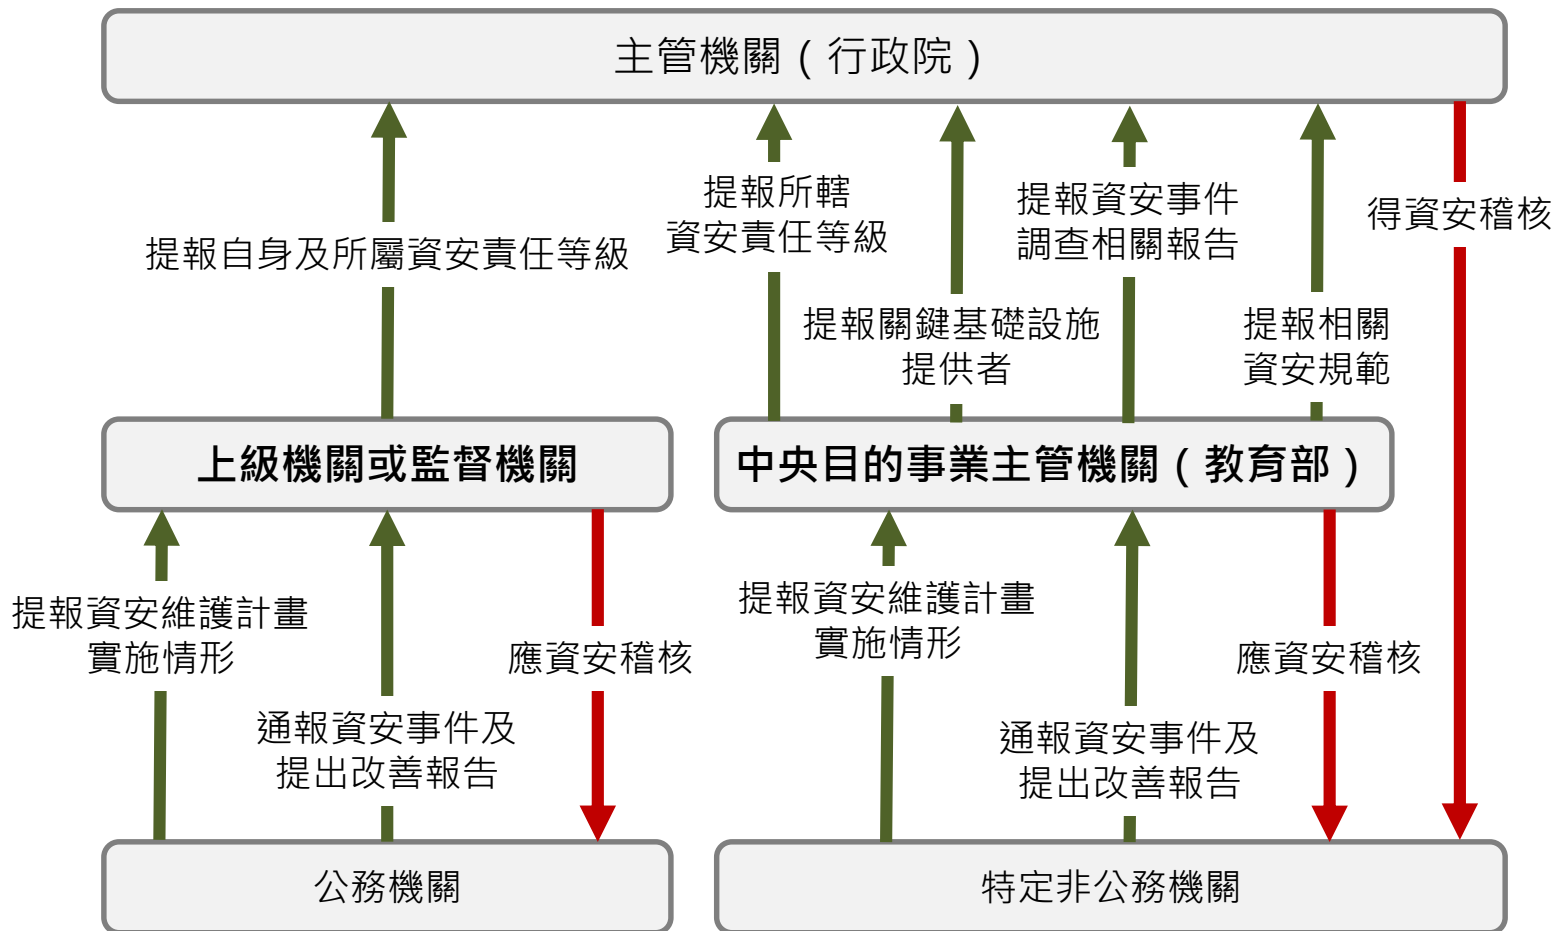 主管機關（行政院）
提報自身及所屬資安責任等級
提報所轄
資安責任等級
提報關鍵基礎設施
提供者
提報資安事件
調查相關報告
提報相關
資安規範
得資安稽核
上級機關或監督機關
中央目的事業主管機關（教育部）
提報資安維護計畫
實施情形
通報資安事件及
提出改善報告
應資安稽核
提報資安維護計畫
實施情形
通報資安事件及
提出改善報告
應資安稽核
公務機關
特定非公務機關